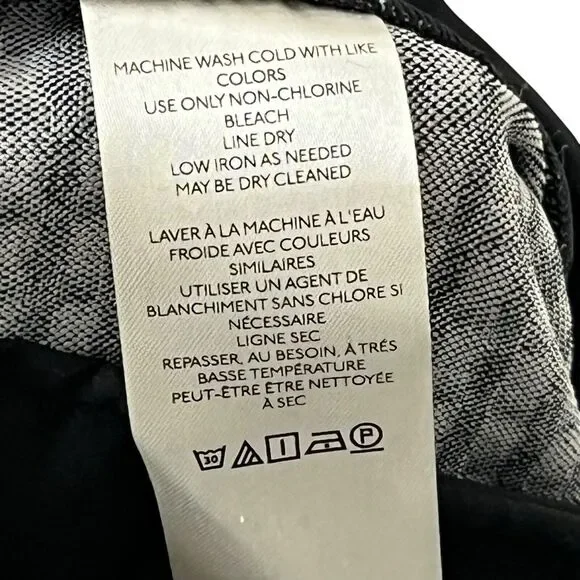 MACHINE WASH COLD WITH LIKE
COLORS
USE ONLY NON-CHLORINE
BLEACH
LINE DRY
LOW IRON AS NEEDED
MAY BE DRY CLEANED
LAVER À LA MACHINE À L'EAU
FROIDE AVEC COULEURS
SIMILAIRES
UTILISER UN AGENT DE
BLANCHIMENT SANS CHLORE SI
NÉCESSAIRE
LIGNE SEC
REPASSER, AU BESOIN, À TRÉS
BASSE TEMPÉRATURE
PEUT-ÊTRE ÊTRE NETTOYÉE
À SEC
30 P